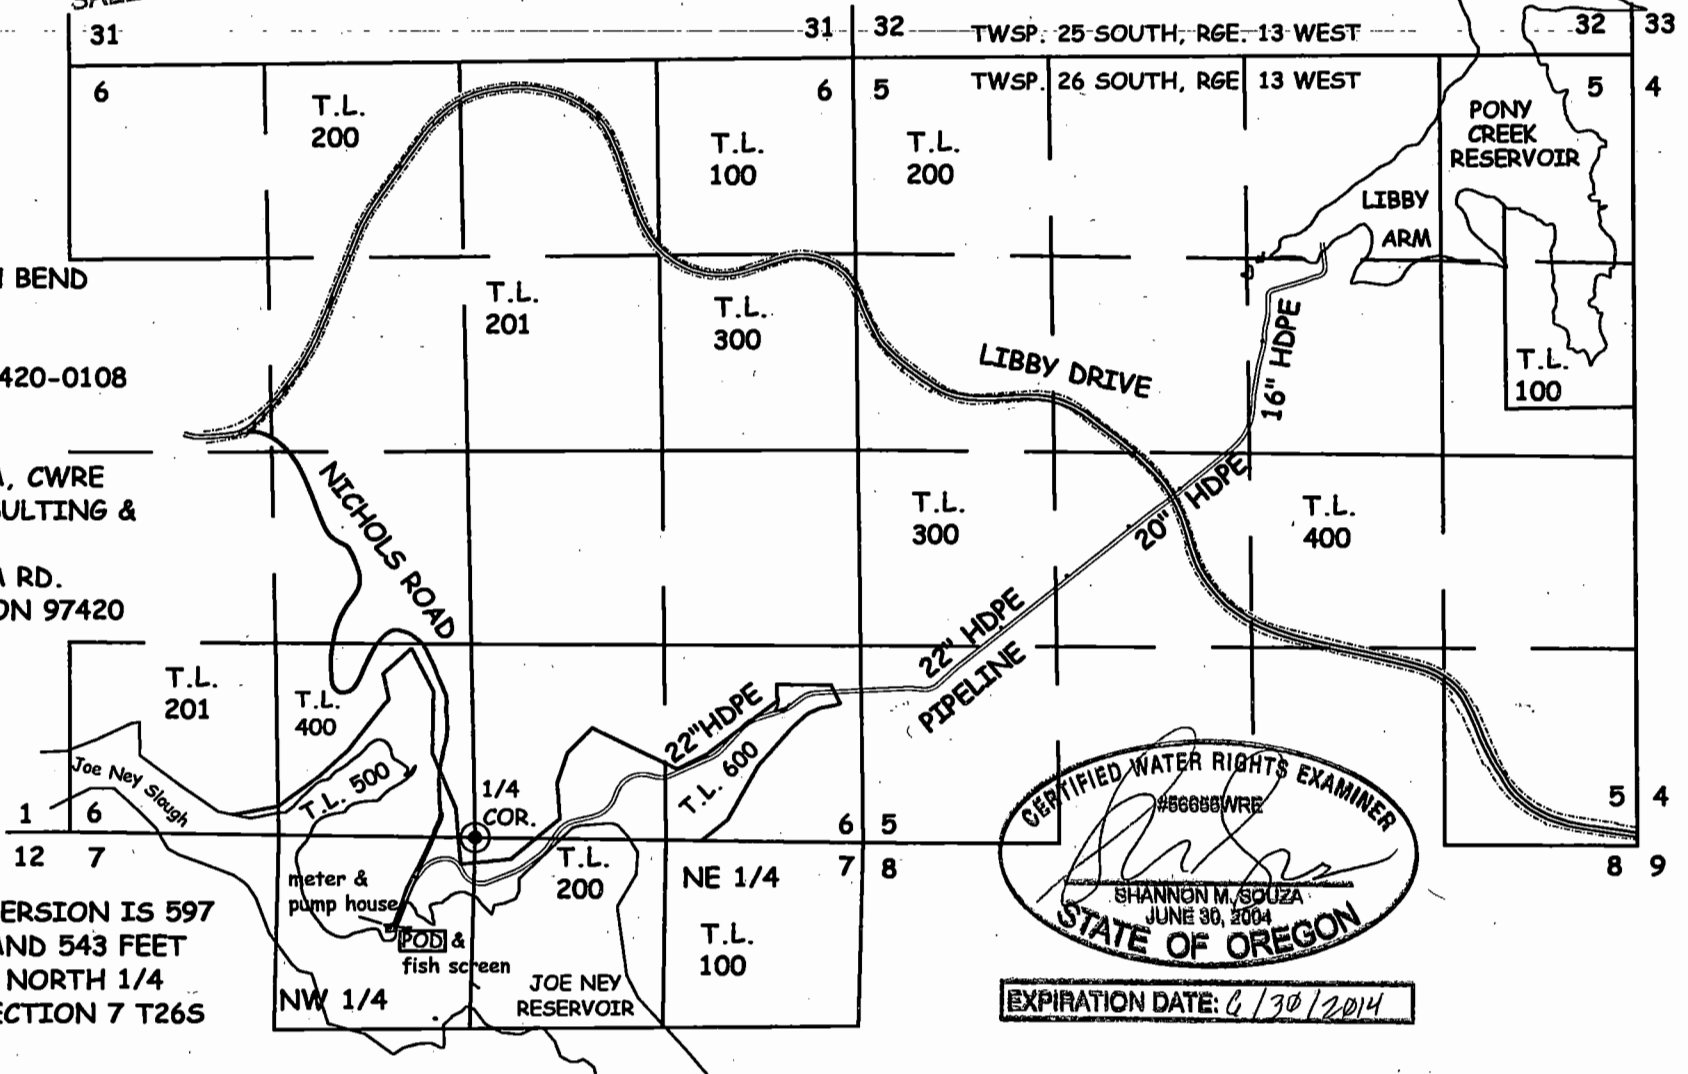 31
31
32
TWSP. 25 SOUTH, RGE. 13 WEST
32
33
6
6
5
TWSP. 26 SOUTH, RGE 13 WEST
5
4
T.L.
200
T.L.
100
T.L.
200
PONY
CREEK
RESERVOIR
LIBBY
ARM
BEND
T.L.
201
T.L.
300
16" HDPE
LIBBY DRIVE
T.L.
100
420-0108
, CWRE
ULTING &
RD.
ON 97420
NICHOLS ROAD
T.L.
300
20" HDPE
T.L.
400
22" HDPE
PIPELINE
T.L.
201
T.L.
400
22" HDPE
T.L. 600
Joe Ney Slough
T.L. 500
1/4
COR.
1
6
6
5
5
4
12
7
7
8
8
9
T.L.
200
NE 1/4
meter &
pump house
POD &
fish screen
T.L.
100
JOE NEY
RESERVOIR
NW 1/4
ERSION IS 597
AND 543 FEET
NORTH 1/4
ECTION 7 T26S
CERTIFIED WATER RIGHTS EXAMINER
SHANNON M. SOUZA
JUNE 30, 2004
STATE OF OREGON
EXPIRATION DATE: 6/30/2014